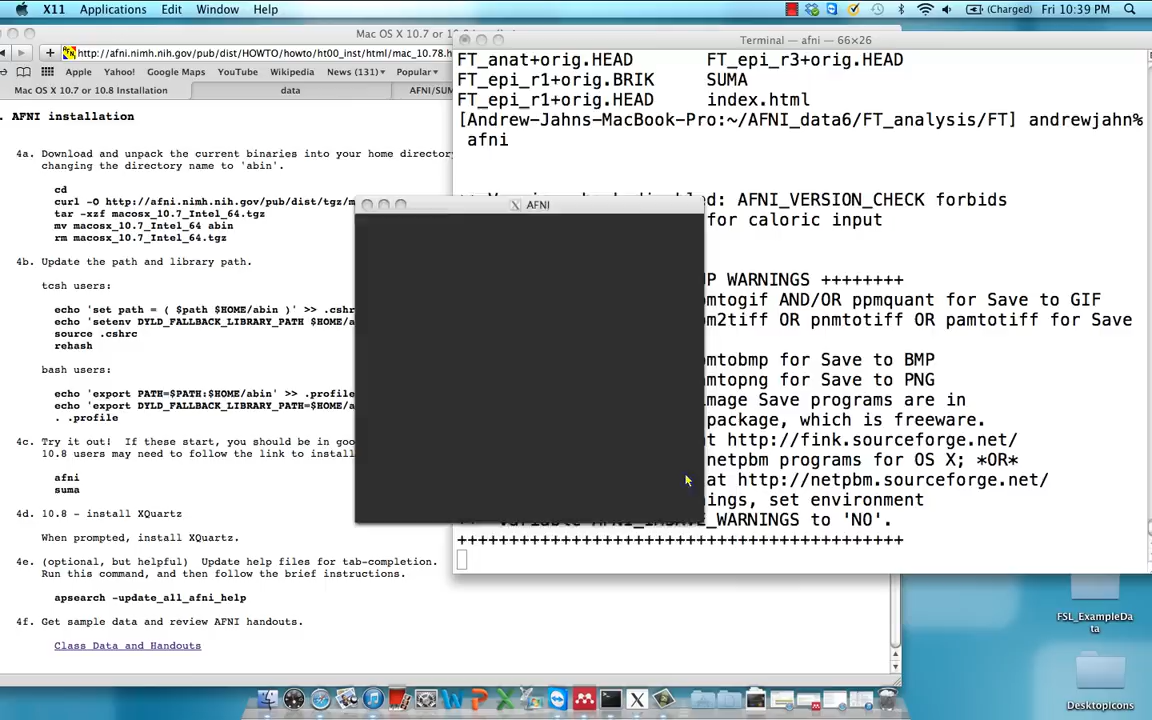 X11 Applications Edit Window Help
(Charged) Fri 10:39 PM
Mac OS X 10.7 or 10.8
http://afni.nimh.nih.gov/pub/dist/HOWTO/howto/ht00_inst/html/mac_10.78.h
Apple Yahoo! Google Maps YouTube Wikipedia News (131) Popular
Mac OS X 10.7 or 10.8 Installation data AFNI/SUM
. AFNI installation
4a. Download and unpack the current binaries into your home director
changing the directory name to 'abin'.
cd
curl -O http://afni.nimh.nih.gov/pub/dist/tgz/m
tar -xzf macosx_10.7_Intel_64.tgz
mv macosx_10.7_Intel_64 abin
rm macosx_10.7_Intel_64.tgz
4b. Update the path and library path.
tcsh users:
echo 'set path = ( $path $HOME/abin )' >> .cshr
echo 'setenv DYLD_FALLBACK_LIBRARY_PATH $HOME/a
source .cshrc
rehash
bash users:
echo 'export PATH=$PATH:$HOME/abin' >> .profile
echo 'export DYLD_FALLBACK_LIBRARY_PATH=$HOME/a
. .profile
4c. Try it out! If these start, you should be in goo
10.8 users may need to follow the link to instal
afni
suma
4d. 10.8 - install XQuartz
When prompted, install XQuartz.
4e. (optional, but helpful) Update help files for tab-completion.
Run this command, and then follow the brief instructions.
apsearch -update_all_afni_help
4f. Get sample data and review AFNI handouts.
Class Data and Handouts
Terminal — afni — 66×26
FT_anat+orig.HEAD FT_epi_r3+orig.HEAD
FT_epi_r1+orig.BRIK SUMA
FT_epi_r1+orig.HEAD index.html
[Andrew-Jahns-MacBook-Pro:~/AFNI_data6/FT_analysis/FT] andrewjahn%
afni
AFNI_VERSION_CHECK forbids
for caloric input
WARNINGS ++++++++
AND/OR ppmquant for Save to GIF
OR pnmtotiff OR pamtotiff for Save
for Save to BMP
for Save to PNG
Save programs are in
package, which is freeware.
http://fink.sourceforge.net/
netpbm programs for OS X; *OR*
at http://netpbm.sourceforge.net/
set environment
to 'NO'.
++++++++++++++++++++++++++++++++++++++++++
AFNI
FSL_ExampleDa
ta
DesktopIcons